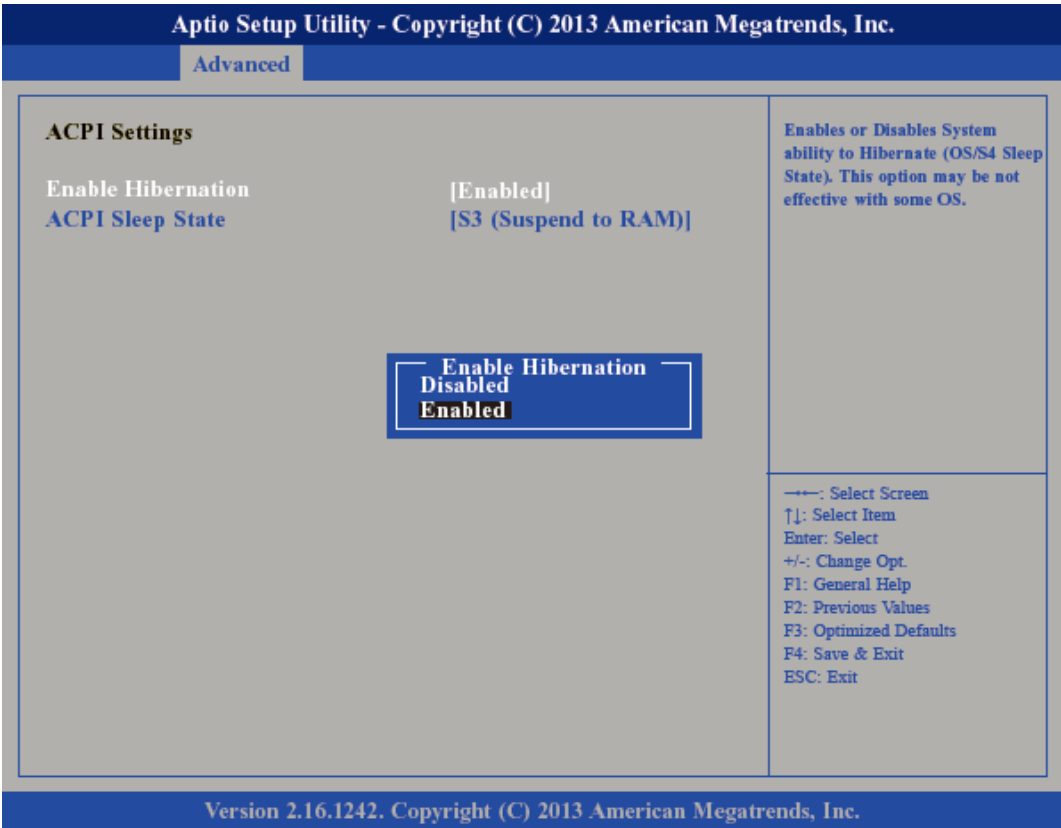 Aptio Setup Utility - Copyright (C) 2013 American Megatrends, Inc.
Advanced
ACPI Settings
Enable Hibernation [Enabled]
ACPI Sleep State [S3 (Suspend to RAM)]
Enable Hibernation
Disabled
Enabled
Enables or Disables System
ability to Hibernate (OS/S4 Sleep
State). This option may be not
effective with some OS.
→←: Select Screen
↑↓: Select Item
Enter: Select
+/-: Change Opt.
F1: General Help
F2: Previous Values
F3: Optimized Defaults
F4: Save & Exit
ESC: Exit
Version 2.16.1242. Copyright (C) 2013 American Megatrends, Inc.